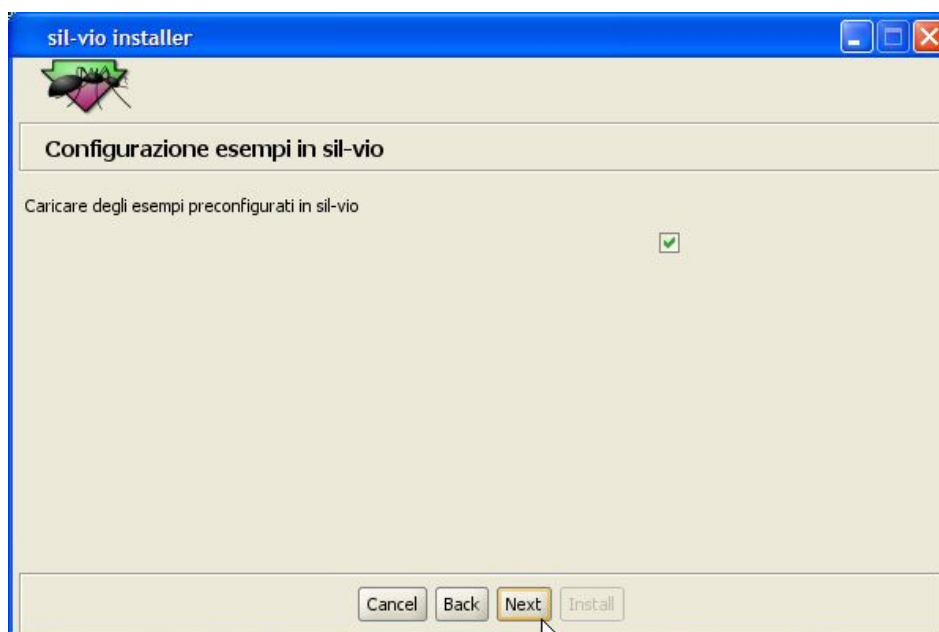 sil-vio installer
Configurazione esempi in sil-vio
Caricare degli esempi preconfigurati in sil-vio
Cancel Back Next Install